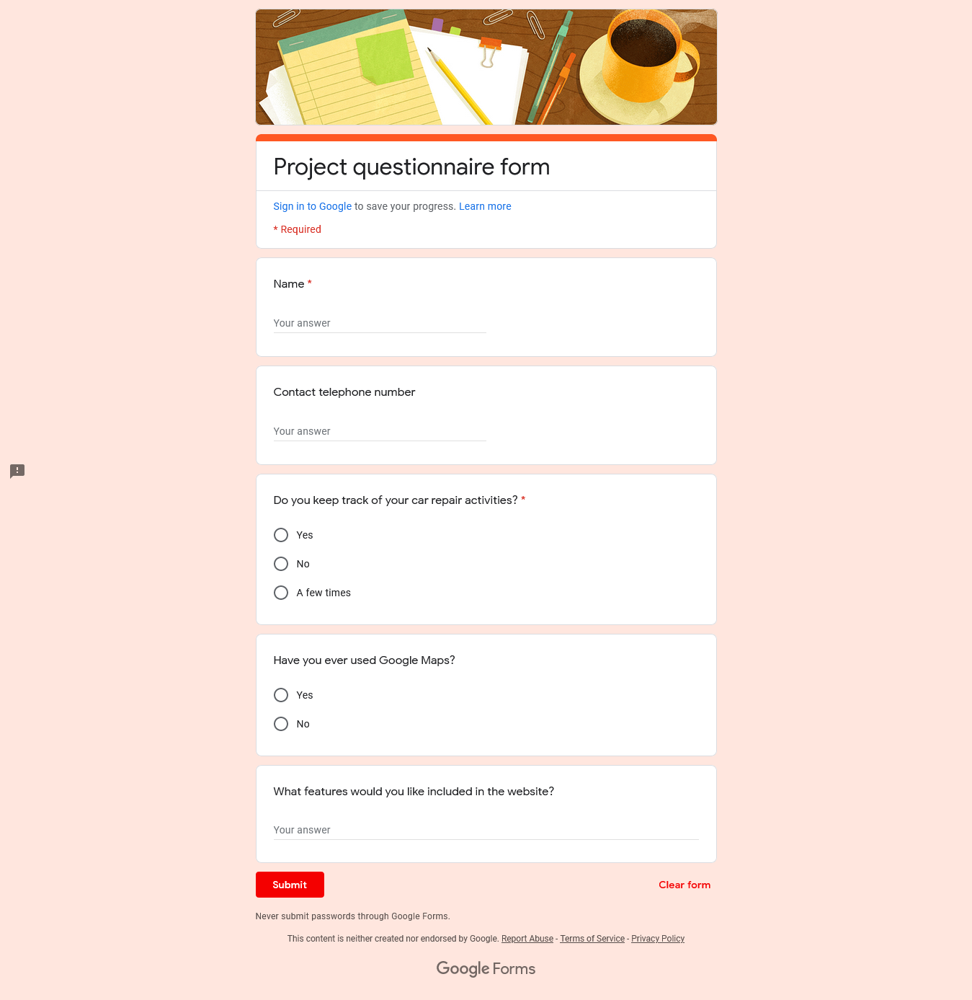 Project questionnaire form
Sign in to Google to save your progress. Learn more
* Required
Name *
Your answer
Contact telephone number
Your answer
Do you keep track of your car repair activities? *
Yes
No
A few times
Have you ever used Google Maps?
Yes
No
What features would you like included in the website?
Your answer
Submit
Clear form
Never submit passwords through Google Forms.
This content is neither created nor endorsed by Google. Report Abuse - Terms of Service - Privacy Policy
Google Forms